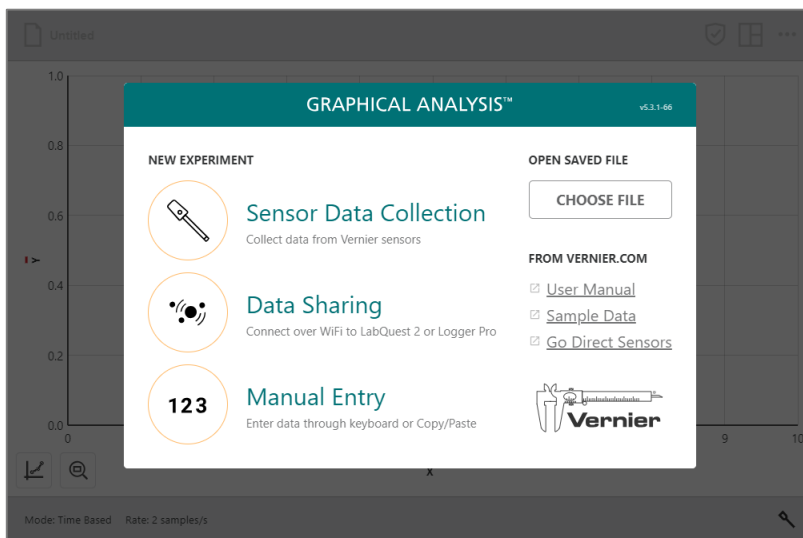 Untitled
GRAPHICAL ANALYSIS™
v5.3.1-66
NEW EXPERIMENT
Sensor Data Collection
Collect data from Vernier sensors
Data Sharing
Connect over WiFi to LabQuest 2 or Logger Pro
123
Manual Entry
Enter data through keyboard or Copy/Paste
OPEN SAVED FILE
CHOOSE FILE
FROM VERNIER.COM
User Manual
Sample Data
Go Direct Sensors
Vernier
1.0
0.8
0.6
Y
0.4
0.2
0.0
0
9
10
X
Mode: Time Based Rate: 2 samples/s